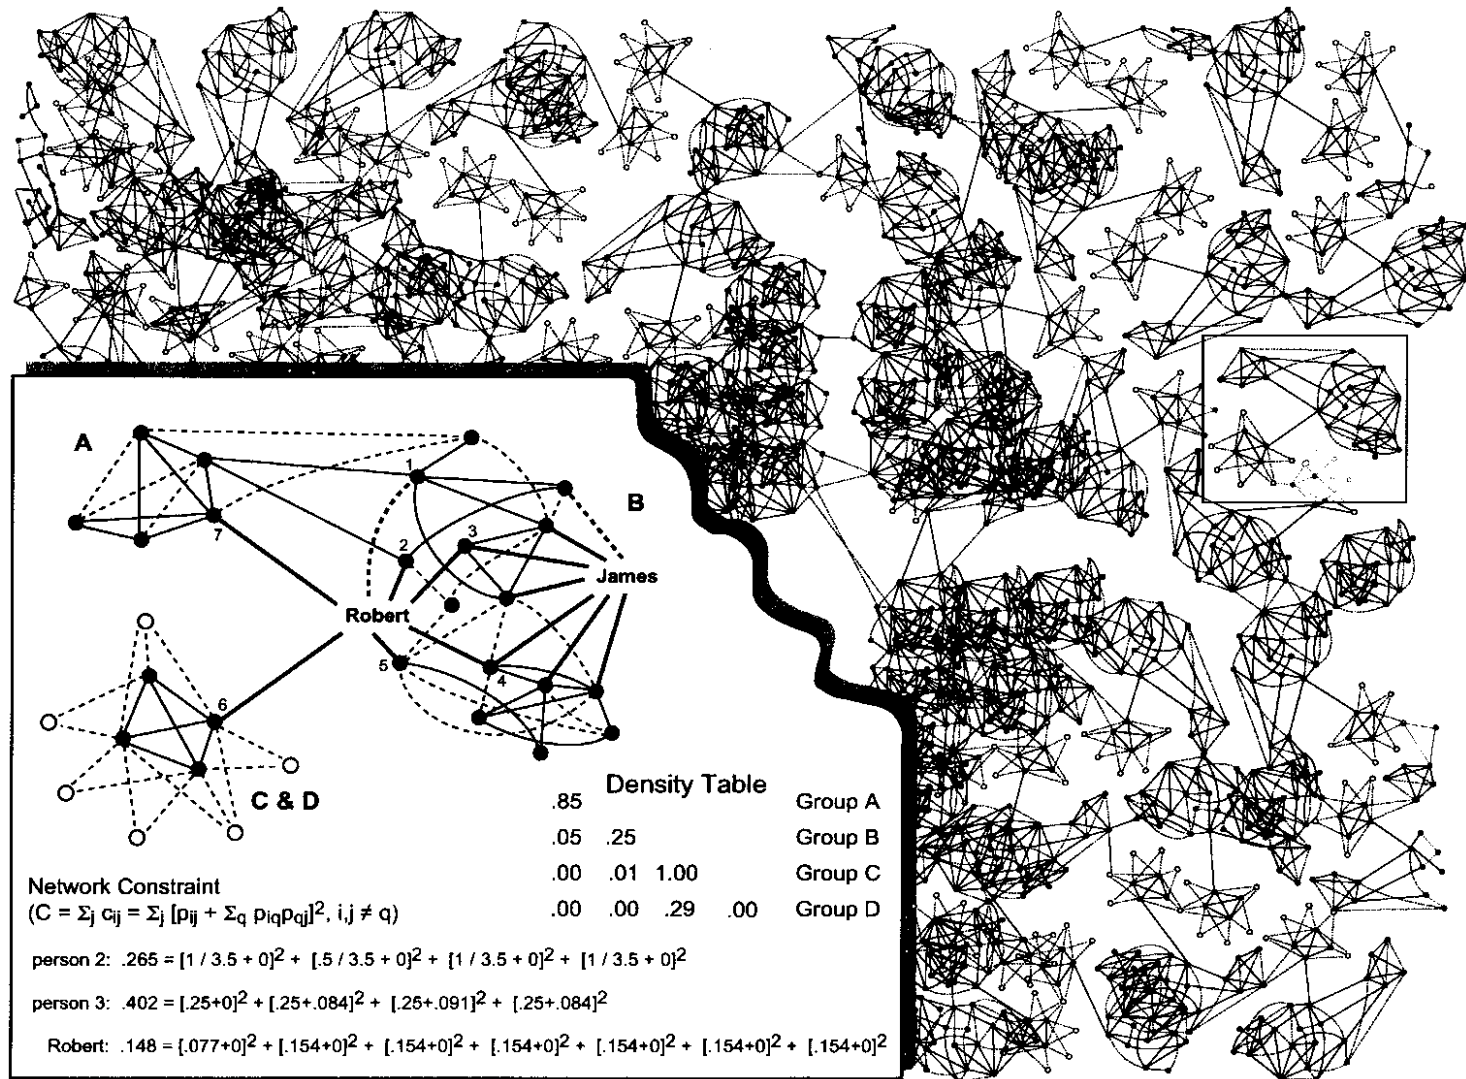 A
1
B
2
3
7
James
Robert
5
4
6
C & D
Density Table
.85 Group A
.05 .25 Group B
.00 .01 1.00 Group C
.00 .00 .29 .00 Group D
Network Constraint
(C = Σj cij = Σj [pij + Σq piqpqj]², i,j ≠ q)
person 2: .265 = [1 / 3.5 + 0]² + [.5 / 3.5 + 0]² + [1 / 3.5 + 0]² + [1 / 3.5 + 0]²
person 3: .402 = [.25+0]² + [.25+.084]² + [.25+.091]² + [.25+.084]²
Robert: .148 = [.077+0]² + [.154+0]² + [.154+0]² + [.154+0]² + [.154+0]² + [.154+0]² + [.154+0]²